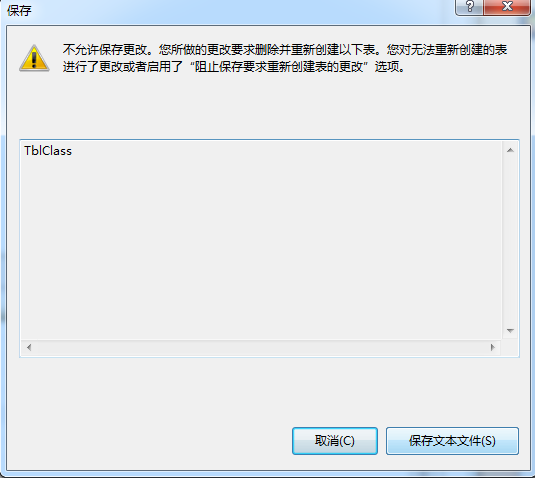 保存
不允许保存更改。您所做的更改要求删除并重新创建以下表。您对无法重新创建的表
进行了更改或者启用了“阻止保存要求重新创建表的更改”选项。
TblClass
取消(C)
保存文本文件(S)